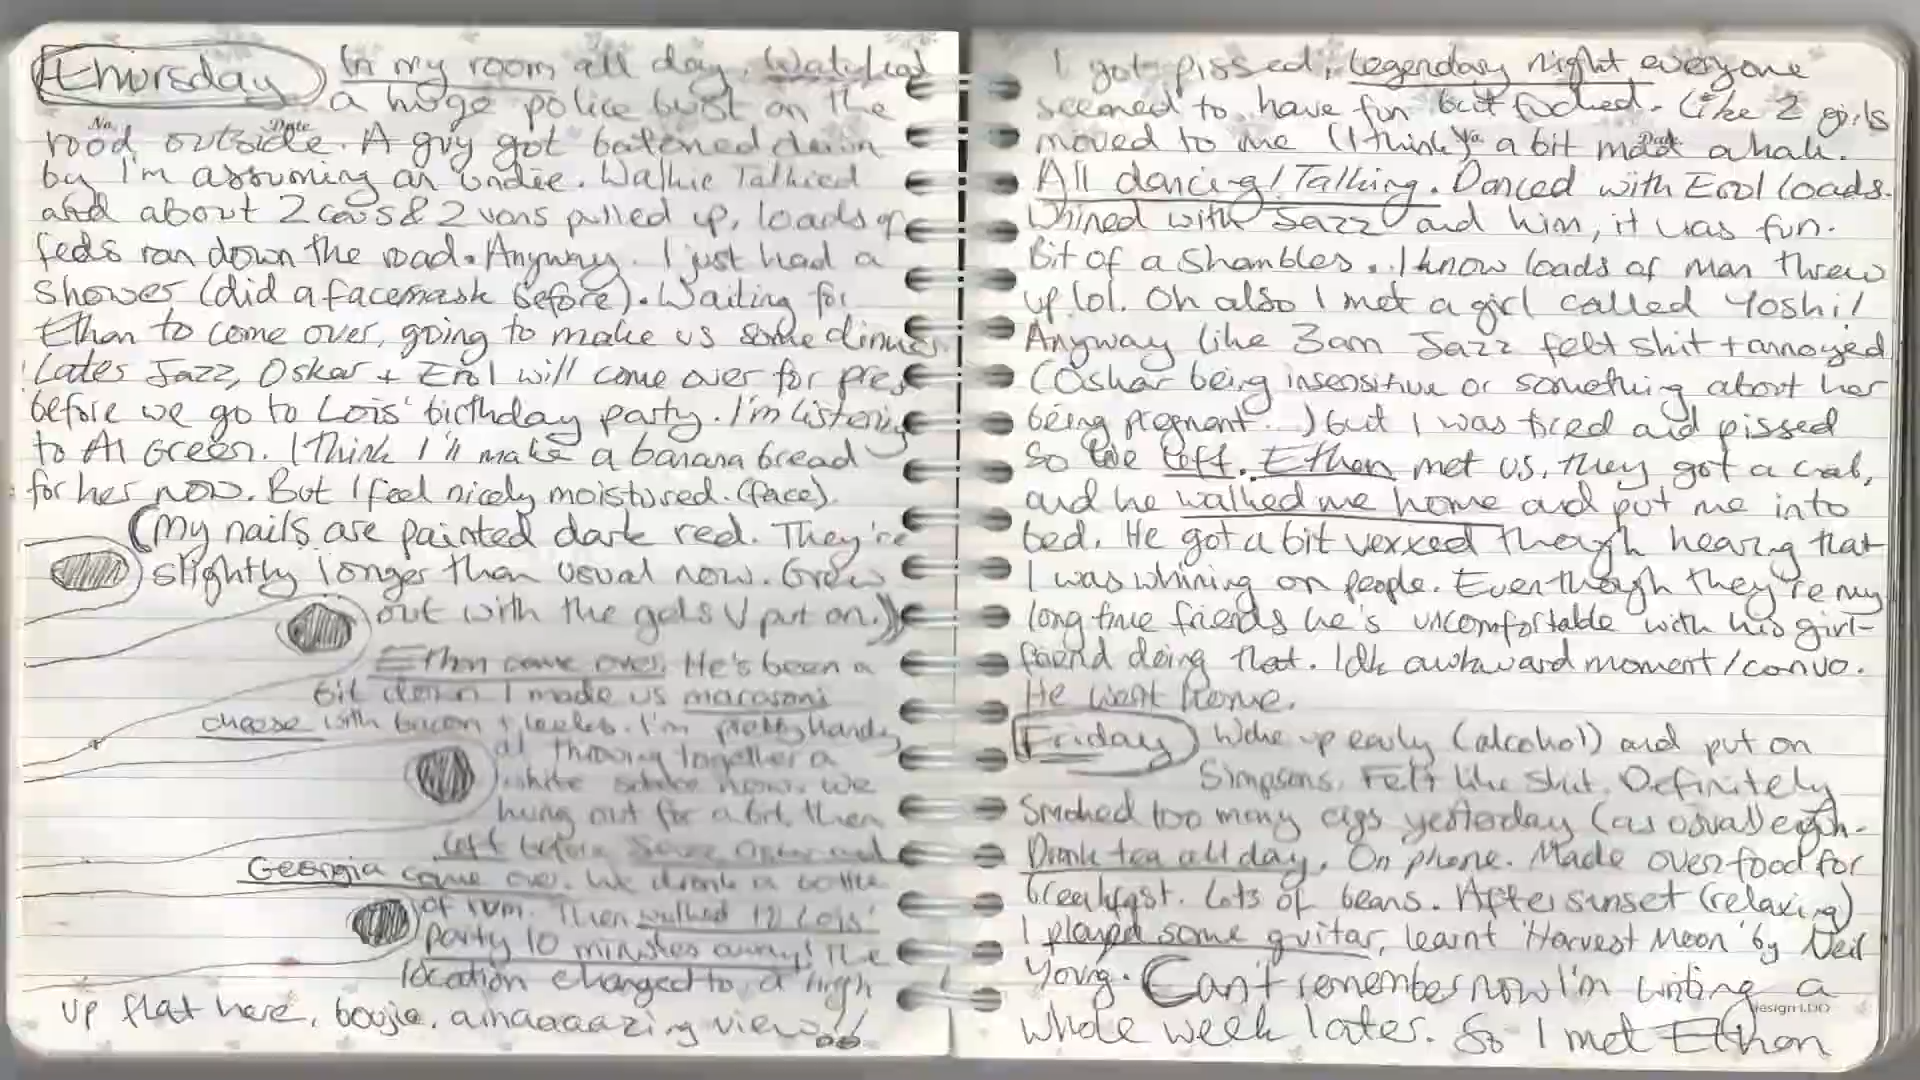 Thursday In my room all day. Watched
a huge police bust on the
No. Date
road outside. A guy got batened down
by I'm assuming an undie. Walkie Talkied
and about 2 cars & 2 vans pulled up, loads of
feds ran down the road. Anyway. I just had a
shower (did a facemask before). Waiting for
Ethan to come over, going to make us some dinner.
Later Jazz, Oskar + Erol will come over for pres
before we go to Lois' birthday party. I'm listening
to Al Green. I think I'll make a banana bread
for her now. But I feel nicely moistured. (face).
(My nails are painted dark red. They're
slightly longer than usual now. Grew
out with the gels I put on.))
Ethan came over. He's been a
bit down I made us macaroni
cheese with bacon + leeks. I'm pretty handy
at throwing together a
white sauce now. We
hung out for a bit, then
left before Jazz, Oskar and
Georgia came over. We drank a bottle
of rum. Then walked to Lois'
party 10 minutes away! The
location changed to a high
up flat here, boujie, amaaaazing view!!
I got pissed, legendary night everyone
seemed to have fun but fucked. Like 2 girls
moved to me (I think) a bit mad ahah.
No. Date
All dancing/Talking. Danced with Erol loads.
Whined with Jazz and him, it was fun.
Bit of a shambles. I know loads of man threw
up lol. Oh also I met a girl called Yoshi!
Anyway like 3am Jazz felt shit + annoyed
(Oskar being insensitive or something about her
being pregnant.) but I was tired and pissed
so we left. Ethan met us, they got a cab,
and he walked me home and put me into
bed. He got a bit vexxed though hearing that
I was whining on people. Even though they're my
long time friends he's uncomfortable with his girl-
friend doing that. Idk awkward moment/convo.
He went home.
Friday Woke up early (alcohol) and put on
Simpsons. Felt like shit. Definitely
smoked too many cigs yesterday (as usual) eugh.
Drank tea all day. On phone. Made oven food for
breakfast. Lots of beans. After sunset (relaxing)
I played some guitar, learnt 'Harvest Moon' by Neil
Young. Can't remember now I'm writing a
design1.DD
whole week later. So I met Ethan